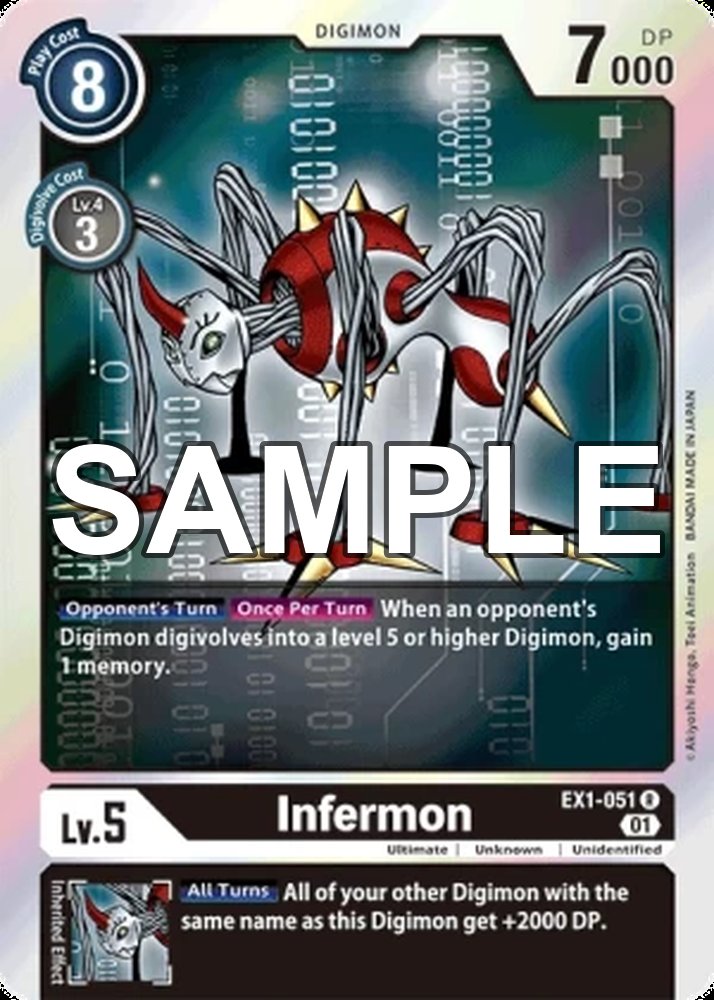 DIGIMON
Play Cost
8
DP
7000
Digivolve Cost
Lv.4
3
SAMPLE
Opponent's Turn Once Per Turn When an opponent's
Digimon digivolves into a level 5 or higher Digimon, gain
1 memory.
© Akiyoshi Hongo, Toei Animation BANDAI MADE IN JAPAN
Lv.5
Infermon
EX1-051 R
01
Ultimate | Unknown | Unidentified
Inherited Effect
All Turns All of your other Digimon with the
same name as this Digimon get +2000 DP.